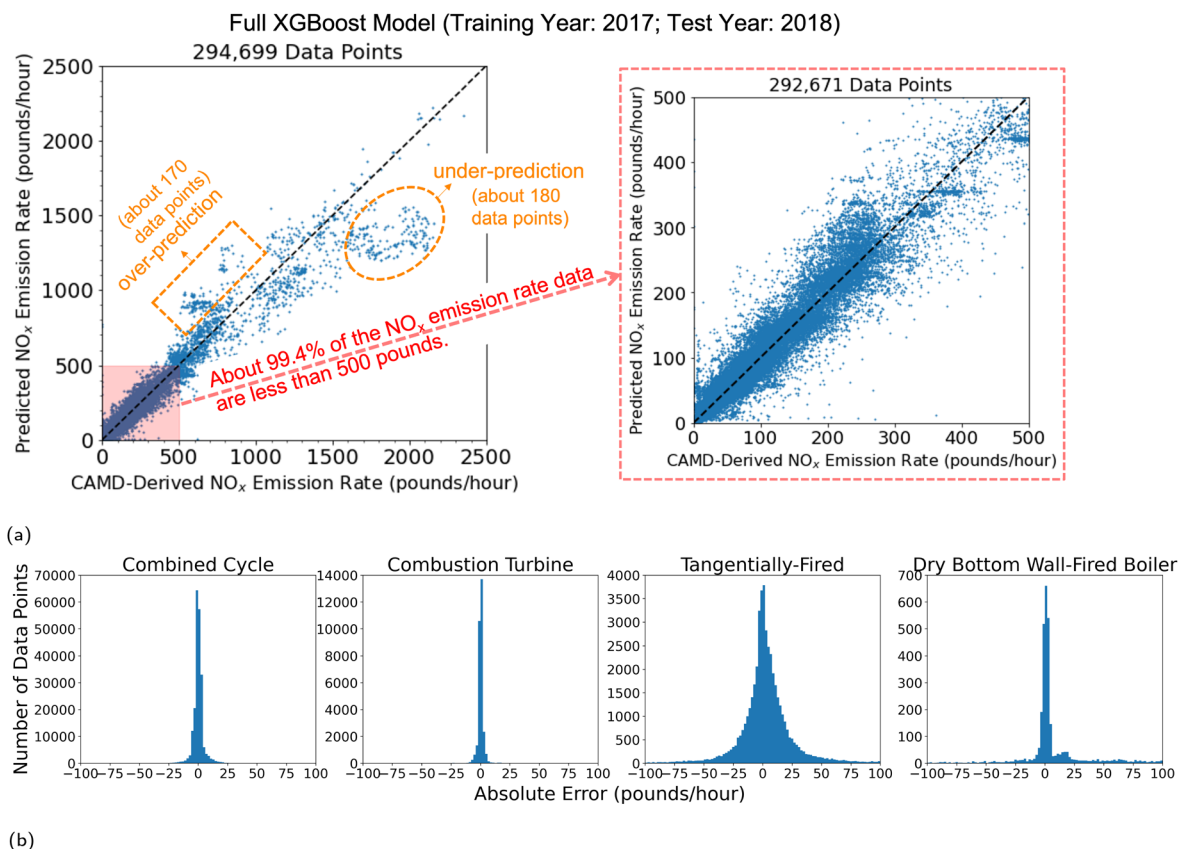 Full XGBoost Model (Training Year: 2017; Test Year: 2018)
294,699 Data Points
2500
2000
1500
1000
500
0
0 500 1000 1500 2000 2500
Predicted NOx Emission Rate (pounds/hour)
CAMD-Derived NOx Emission Rate (pounds/hour)
(about 170
data points)
over-prediction
under-prediction
(about 180
data points)
About 99.4% of the NOx emission rate data
are less than 500 pounds.
292,671 Data Points
500
400
300
200
100
0
0 100 200 300 400 500
Predicted NOx Emission Rate (pounds/hour)
CAMD-Derived NOx Emission Rate (pounds/hour)
(a)
Number of Data Points
Combined Cycle
70000
60000
50000
40000
30000
20000
10000
0
−100 −75 −50 −25 0 25 50 75 100
Combustion Turbine
14000
12000
10000
8000
6000
4000
2000
0
−100 −75 −50 −25 0 25 50 75 100
Tangentially-Fired
4000
3500
3000
2500
2000
1500
1000
500
0
−100 −75 −50 −25 0 25 50 75 100
Dry Bottom Wall-Fired Boiler
700
600
500
400
300
200
100
0
−100 −75 −50 −25 0 25 50 75 100
Absolute Error (pounds/hour)
(b)